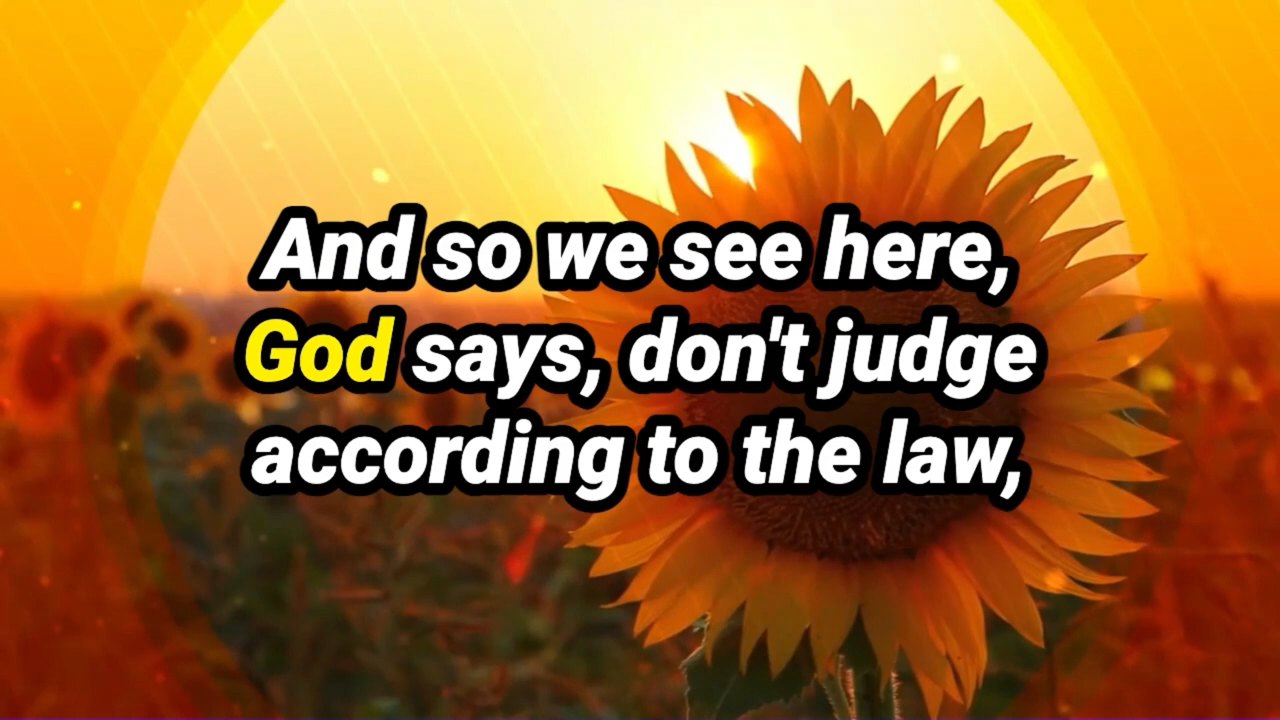 And so we see here,
God says, don't judge
according to the law,